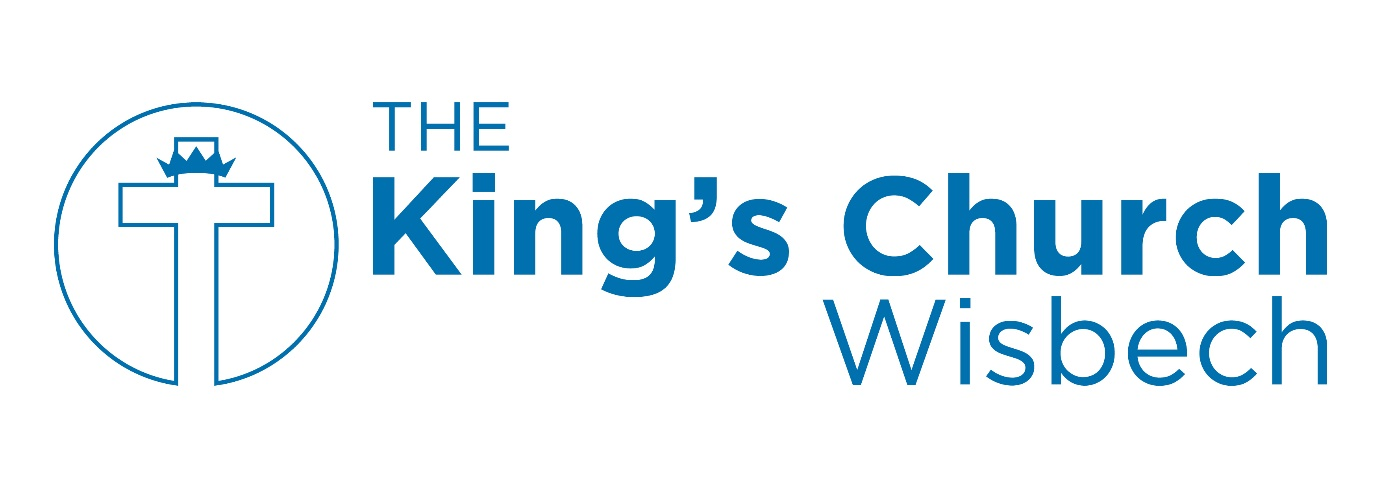 THE
King’s Church
Wisbech